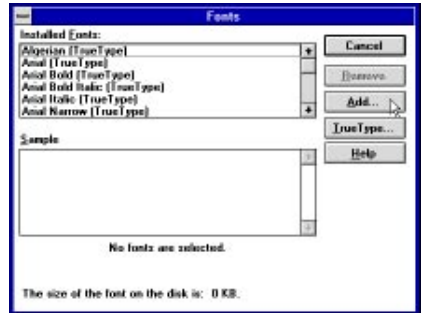 Fonts
Installed Fonts:
Algerian (TrueType)
Arial (TrueType)
Arial Bold (TrueType)
Arial Bold Italic (TrueType)
Arial Italic (TrueType)
Arial Narrow (TrueType)
Cancel
Remove
Add...
TrueType...
Help
Sample
No fonts are selected.
The size of the font on the disk is: 0 KB.